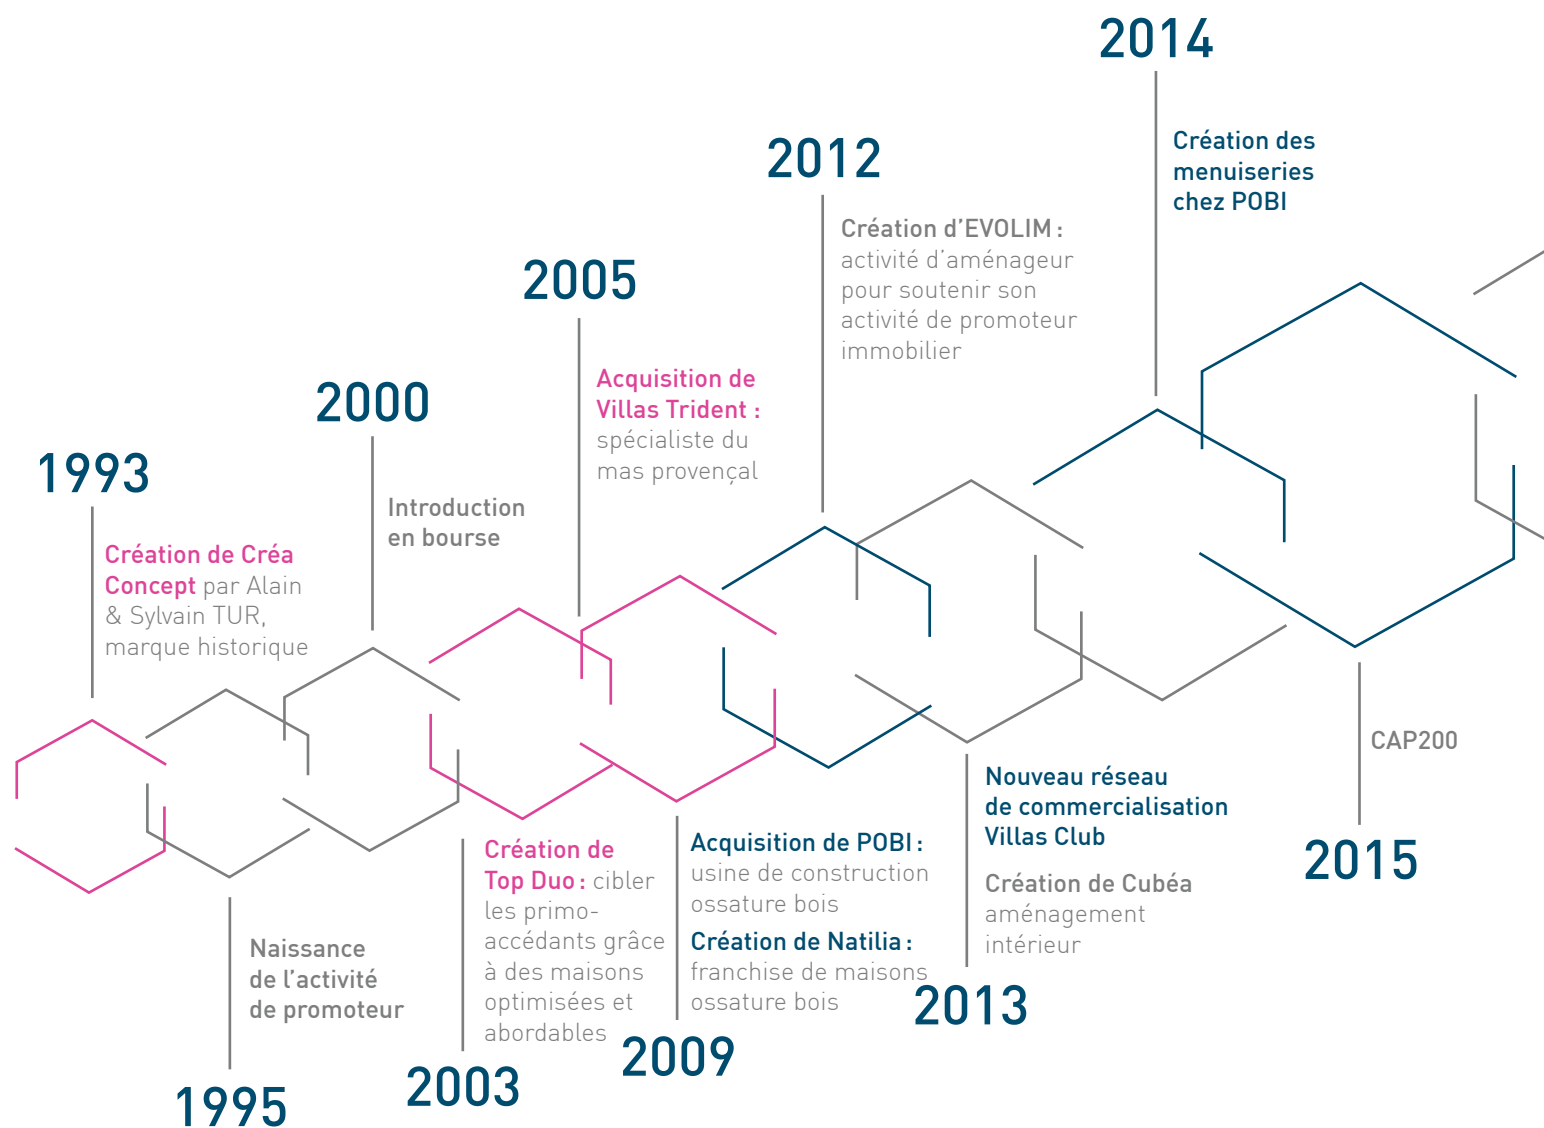 1993
Création de Créa
Concept par Alain
& Sylvain TUR,
marque historique
Naissance
de l’activité
de promoteur
1995
2000
Introduction
en bourse
Création de
Top Duo : cibler
les primo-
accédants grâce
à des maisons
optimisées et
abordables
2003
2005
Acquisition de
Villas Trident :
spécialiste du
mas provençal
Acquisition de POBI :
usine de construction
ossature bois
Création de Natilia :
franchise de maisons
ossature bois
2009
2012
Création d’EVOLIM :
activité d’aménageur
pour soutenir son
activité de promoteur
immobilier
Nouveau réseau
de commercialisation
Villas Club
Création de Cubéa
aménagement
intérieur
2013
2014
Création des
menuiseries
chez POBI
CAP200
2015